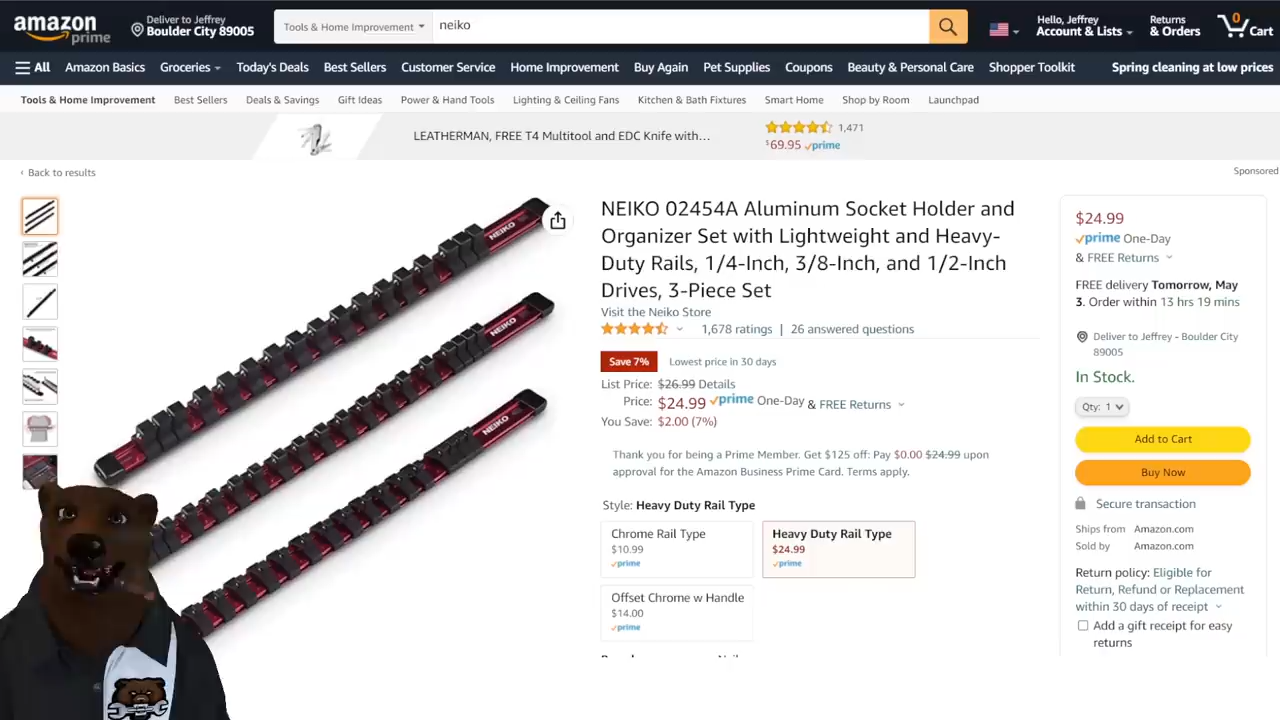 amazon
prime
Deliver to Jeffrey
Boulder City 89005
Tools & Home Improvement
neiko
Hello, Jeffrey
Account & Lists
Returns
& Orders
0
Cart
All
Amazon Basics
Groceries
Today's Deals
Best Sellers
Customer Service
Home Improvement
Buy Again
Pet Supplies
Coupons
Beauty & Personal Care
Shopper Toolkit
Spring cleaning at low prices
Tools & Home Improvement
Best Sellers
Deals & Savings
Gift Ideas
Power & Hand Tools
Lighting & Ceiling Fans
Kitchen & Bath Fixtures
Smart Home
Shop by Room
Launchpad
LEATHERMAN, FREE T4 Multitool and EDC Knife with…
1,471
$69.95 prime
‹ Back to results
Sponsored
NEIKO
NEIKO
NEIKO
NEIKO 02454A Aluminum Socket Holder and
Organizer Set with Lightweight and Heavy-
Duty Rails, 1/4-Inch, 3/8-Inch, and 1/2-Inch
Drives, 3-Piece Set
Visit the Neiko Store
1,678 ratings | 26 answered questions
Save 7% Lowest price in 30 days
List Price: $26.99 Details
Price: $24.99 prime One-Day & FREE Returns
You Save: $2.00 (7%)
Thank you for being a Prime Member. Get $125 off: Pay $0.00 $24.99 upon
approval for the Amazon Business Prime Card. Terms apply.
Style: Heavy Duty Rail Type
Chrome Rail Type
$10.99
prime
Heavy Duty Rail Type
$24.99
prime
Offset Chrome w Handle
$14.00
prime
$24.99
prime One-Day
& FREE Returns
FREE delivery Tomorrow, May
3. Order within 13 hrs 19 mins
Deliver to Jeffrey - Boulder City
89005
In Stock.
Qty: 1
Add to Cart
Buy Now
Secure transaction
Ships from Amazon.com
Sold by Amazon.com
Return policy: Eligible for
Return, Refund or Replacement
within 30 days of receipt
Add a gift receipt for easy
returns